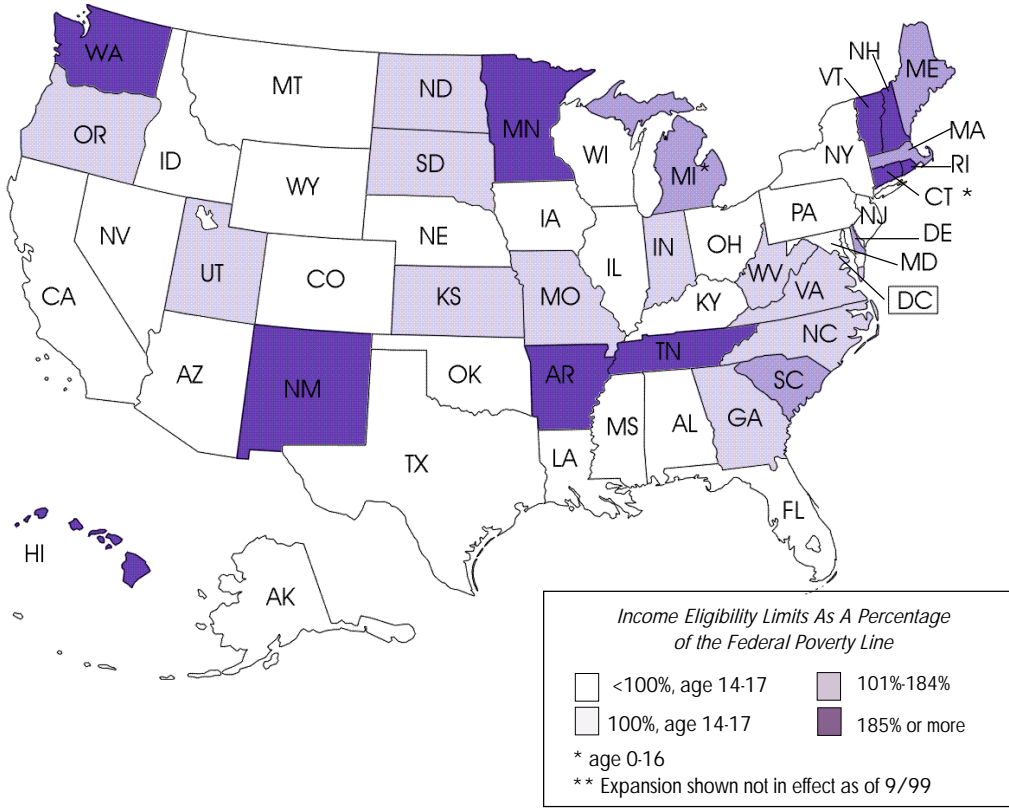 WA
MT
ND
MN
NH
VT
ME
OR
ID
SD
WI
MI*
NY
MA
RI
CT *
WY
IA
NE
PA
NJ
DE
MD
NV
UT
CO
IL
IN
OH
WV
VA
DC
CA
KS
MO
KY
NC
AZ
NM
OK
AR
TN
SC
MS
AL
GA
TX
LA
FL
HI
AK
Income Eligibility Limits As A Percentage
of the Federal Poverty Line
<100%, age 14-17
101%-184%
100%, age 14-17
185% or more
* age 0-16
** Expansion shown not in effect as of 9/99